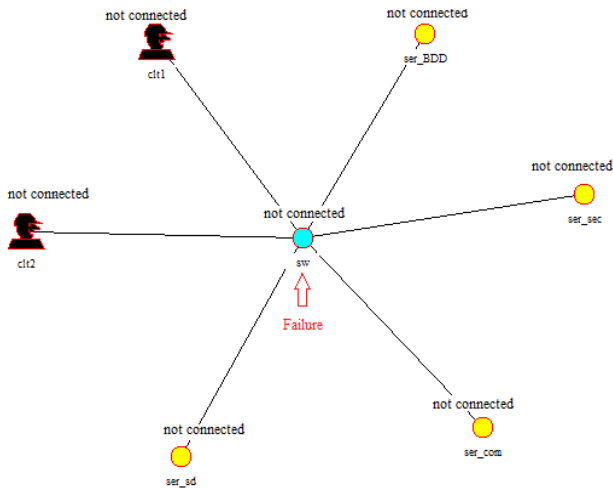 not connected
clt1
not connected
ser_BDD
not connected
ser_sec
not connected
clt2
not connected
sw
Failure
not connected
ser_com
not connected
ser_sd